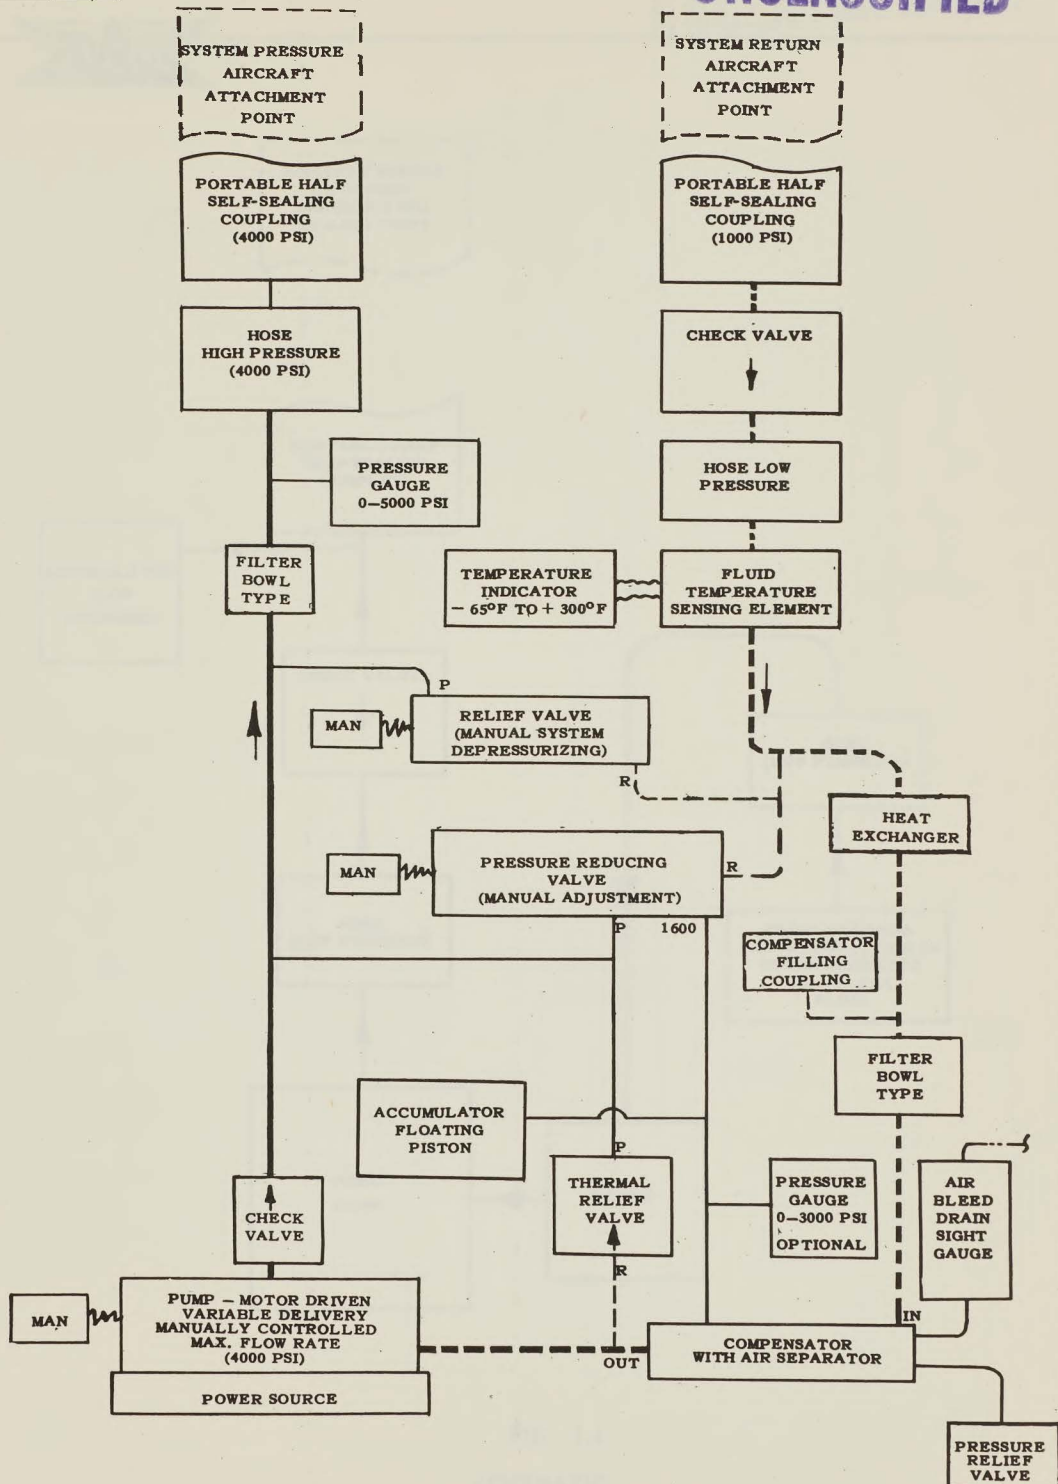 UNCLASSIFIED
SYSTEM PRESSURE
AIRCRAFT
ATTACHMENT
POINT
SYSTEM RETURN
AIRCRAFT
ATTACHMENT
POINT
PORTABLE HALF
SELF-SEALING
COUPLING
(4000 PSI)
PORTABLE HALF
SELF-SEALING
COUPLING
(1000 PSI)
HOSE
HIGH PRESSURE
(4000 PSI)
CHECK VALVE
PRESSURE
GAUGE
0-5000 PSI
HOSE LOW
PRESSURE
FILTER
BOWL
TYPE
TEMPERATURE
INDICATOR
- 65°F TO + 300°F
FLUID
TEMPERATURE
SENSING ELEMENT
P
MAN
RELIEF VALVE
(MANUAL SYSTEM
DEPRESSURIZING)
R
HEAT
EXCHANGER
MAN
PRESSURE REDUCING
VALVE
(MANUAL ADJUSTMENT)
R
P
1600
COMPENSATOR
FILLING
COUPLING
FILTER
BOWL
TYPE
ACCUMULATOR
FLOATING
PISTON
P
THERMAL
RELIEF
VALVE
R
PRESSURE
GAUGE
0-3000 PSI
OPTIONAL
AIR
BLEED
DRAIN
SIGHT
GAUGE
CHECK
VALVE
MAN
PUMP - MOTOR DRIVEN
VARIABLE DELIVERY
MANUALLY CONTROLLED
MAX. FLOW RATE
(4000 PSI)
POWER SOURCE
OUT
IN
COMPENSATOR
WITH AIR SEPARATOR
PRESSURE
RELIEF
VALVE